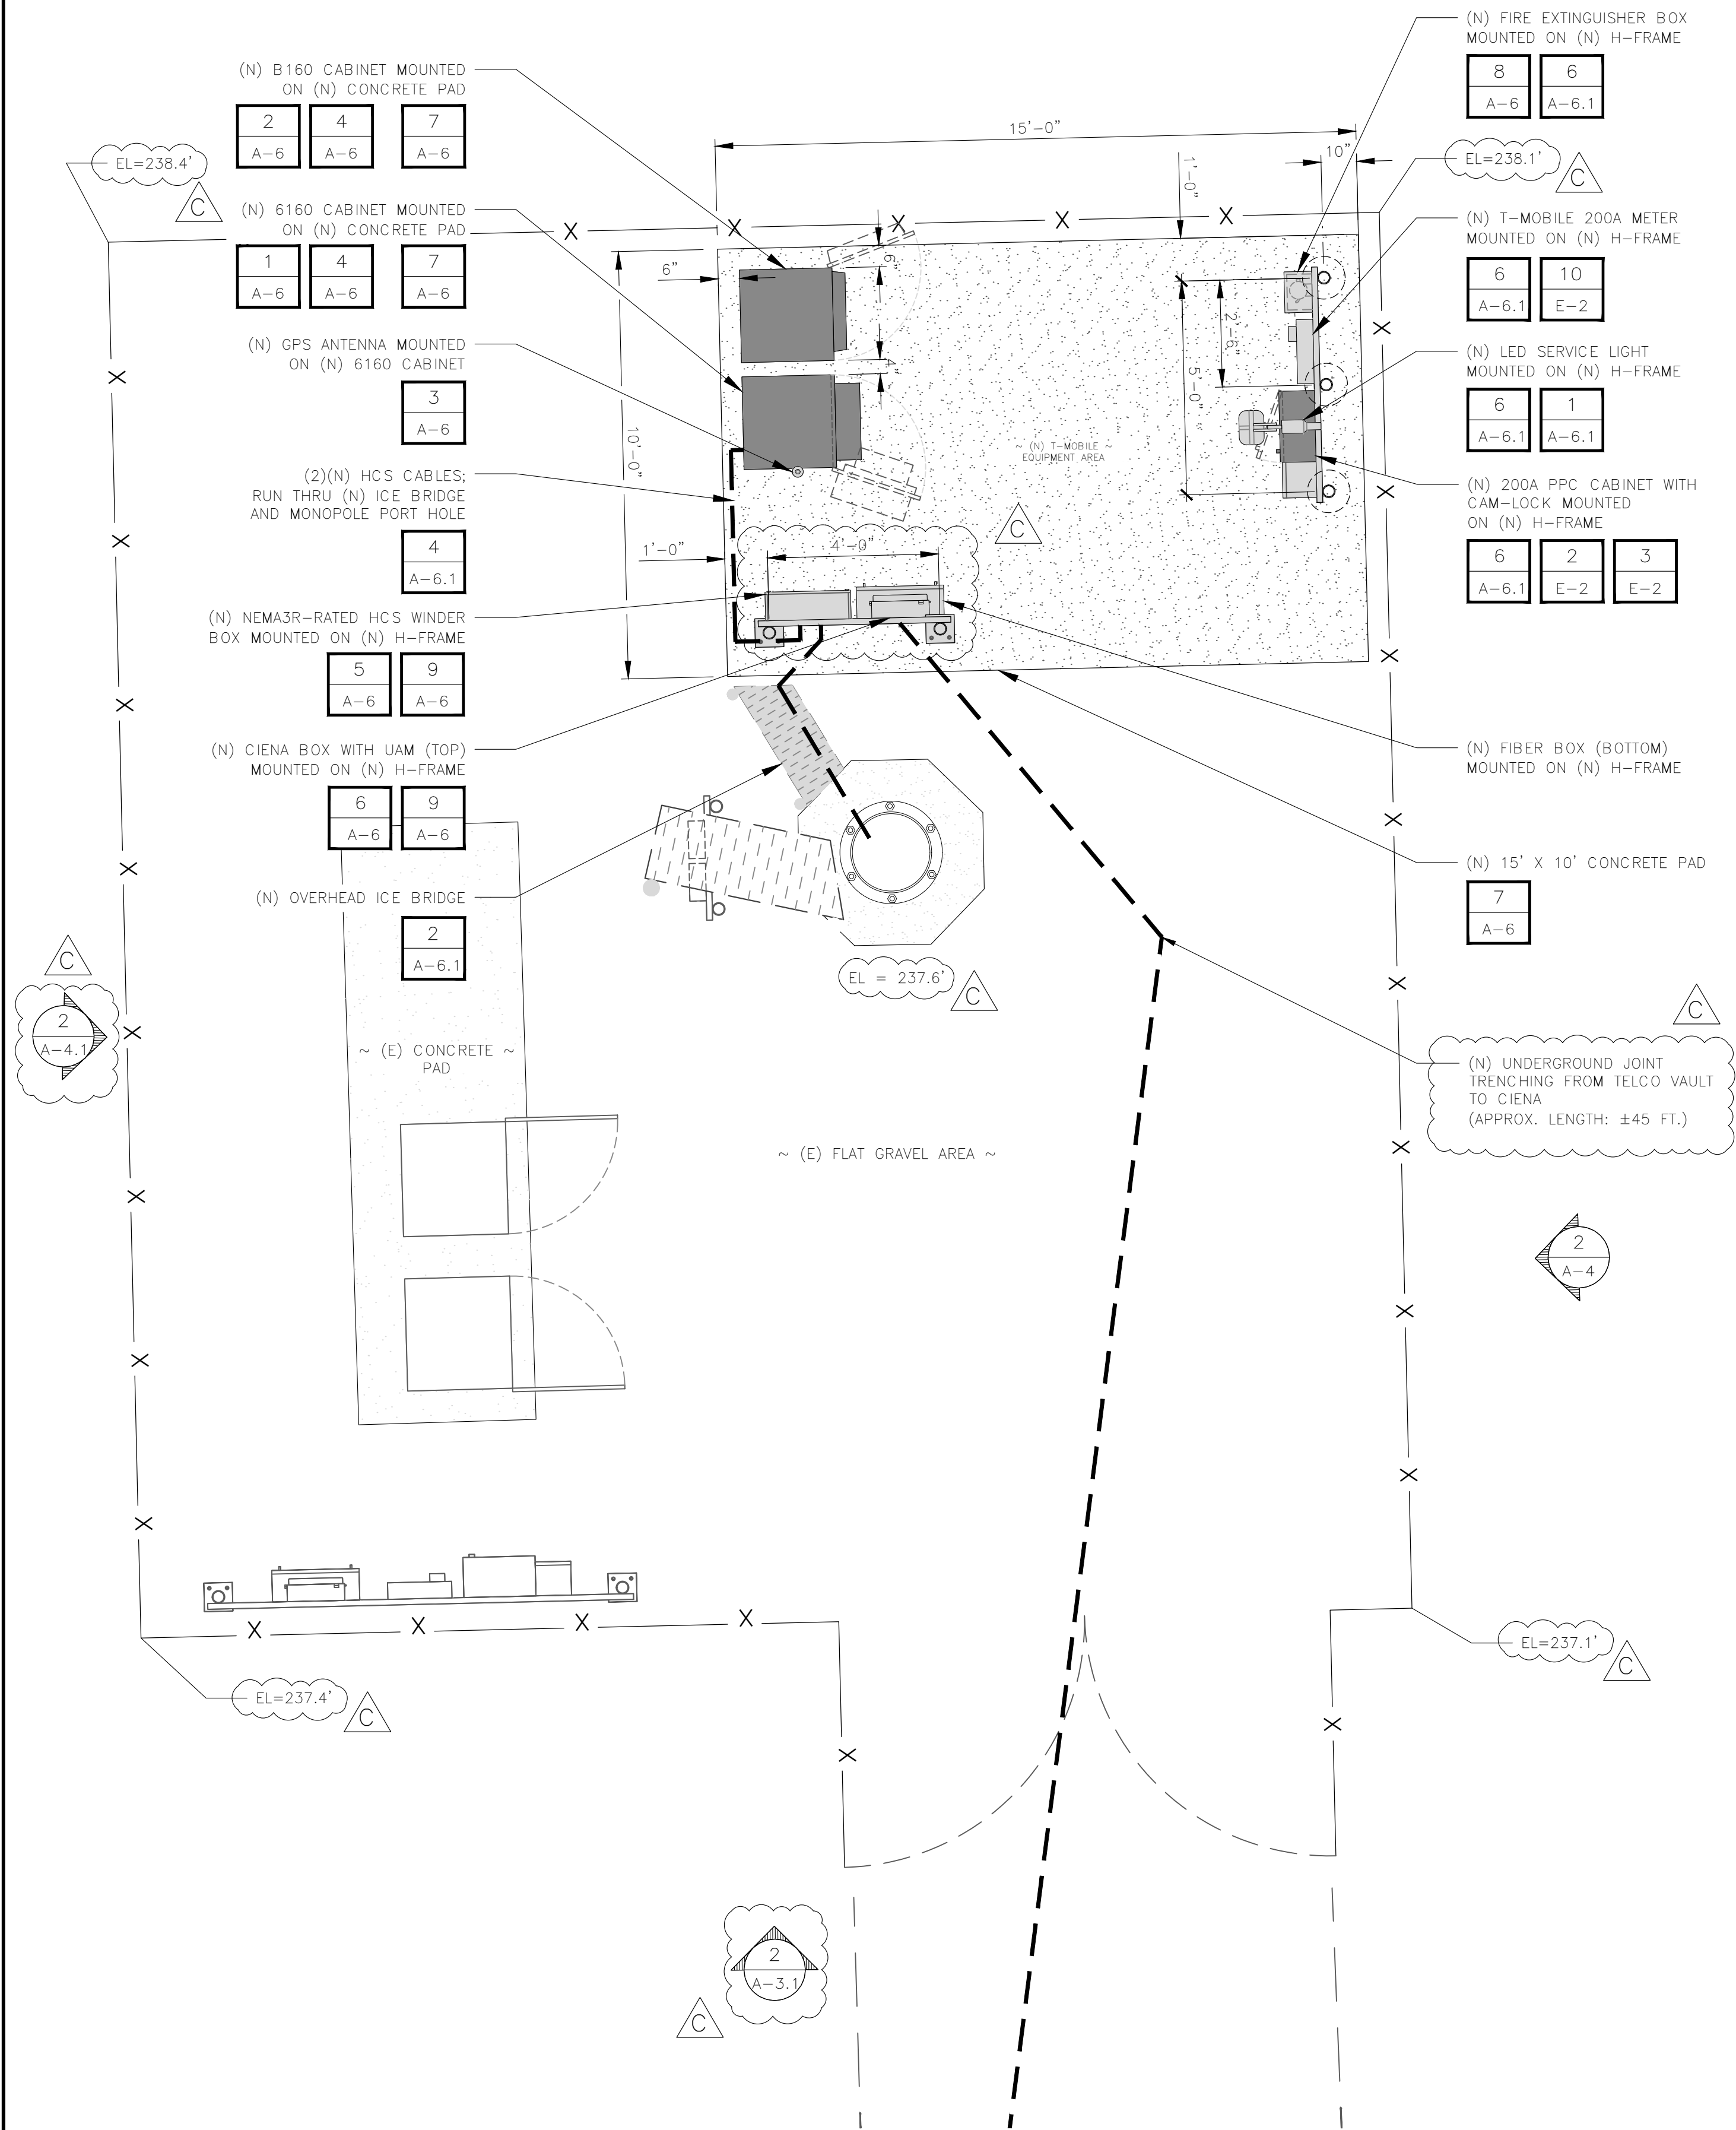 (N) B160 CABINET MOUNTED
ON (N) CONCRETE PAD
2 4 7
A-6 A-6 A-6
EL=238.4'
C
(N) 6160 CABINET MOUNTED
ON (N) CONCRETE PAD
1 4 7
A-6 A-6 A-6
(N) GPS ANTENNA MOUNTED
ON (N) 6160 CABINET
3
A-6
(2)(N) HCS CABLES;
RUN THRU (N) ICE BRIDGE
AND MONOPOLE PORT HOLE
4
A-6.1
(N) NEMA3R-RATED HCS WINDER
BOX MOUNTED ON (N) H-FRAME
5 9
A-6 A-6
(N) CIENA BOX WITH UAM (TOP)
MOUNTED ON (N) H-FRAME
6 9
A-6 A-6
(N) OVERHEAD ICE BRIDGE
2
A-6.1
15'-0"
10"
1'-0"
6"
6"
4"
2'-6"
5'-0"
10'-0"
~ (N) T-MOBILE ~
EQUIPMENT AREA
C
1'-0"
4'-0"
(N) FIRE EXTINGUISHER BOX
MOUNTED ON (N) H-FRAME
8 6
A-6 A-6.1
EL=238.1'
C
(N) T-MOBILE 200A METER
MOUNTED ON (N) H-FRAME
6 10
A-6.1 E-2
(N) LED SERVICE LIGHT
MOUNTED ON (N) H-FRAME
6 1
A-6.1 A-6.1
(N) 200A PPC CABINET WITH
CAM-LOCK MOUNTED
ON (N) H-FRAME
6 2 3
A-6.1 E-2 E-2
(N) FIBER BOX (BOTTOM)
MOUNTED ON (N) H-FRAME
(N) 15' X 10' CONCRETE PAD
7
A-6
C
(N) UNDERGROUND JOINT
TRENCHING FROM TELCO VAULT
TO CIENA
(APPROX. LENGTH: ±45 FT.)
EL = 237.6'
C
C
2
A-4.1
~ (E) CONCRETE ~
PAD
~ (E) FLAT GRAVEL AREA ~
2
A-4
EL=237.1'
C
EL=237.4'
C
2
A-3.1
C
X X X X X
X X X X X X X X
X X X X X X X X
X X X X
X X